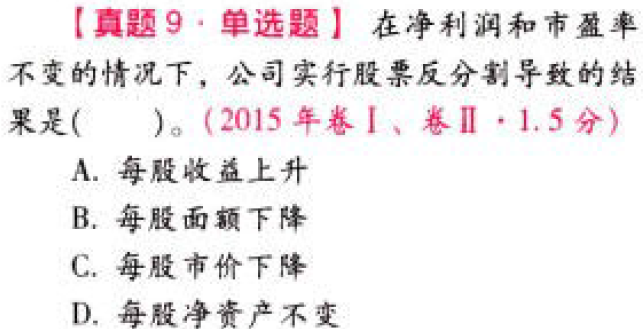 【真题9·单选题】 在净利润和市盈率
不变的情况下，公司实行股票反分割导致的结
果是(　　)。(2015年卷Ⅰ、卷Ⅱ·1.5分)
A. 每股收益上升
B. 每股面额下降
C. 每股市价下降
D. 每股净资产不变